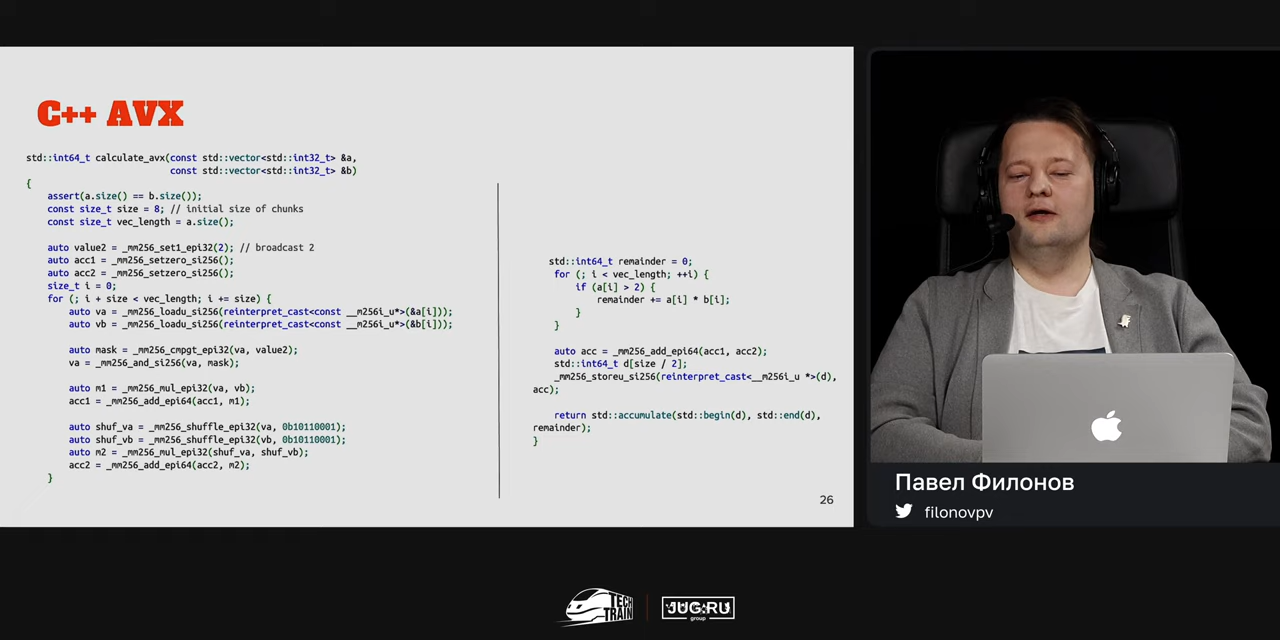 C++ AVX
std::int64_t calculate_avx(const std::vector<std::int32_t> &a,
const std::vector<std::int32_t> &b)
{
assert(a.size() == b.size());
const size_t size = 8; // initial size of chunks
const size_t vec_length = a.size();
auto value2 = _mm256_set1_epi32(2); // broadcast 2
auto acc1 = _mm256_setzero_si256();
auto acc2 = _mm256_setzero_si256();
size_t i = 0;
for (; i + size < vec_length; i += size) {
auto va = _mm256_loadu_si256(reinterpret_cast<const __m256i_u*>(&a[i]));
auto vb = _mm256_loadu_si256(reinterpret_cast<const __m256i_u*>(&b[i]));
auto mask = _mm256_cmpgt_epi32(va, value2);
va = _mm256_and_si256(va, mask);
auto m1 = _mm256_mul_epi32(va, vb);
acc1 = _mm256_add_epi64(acc1, m1);
auto shuf_va = _mm256_shuffle_epi32(va, 0b10110001);
auto shuf_vb = _mm256_shuffle_epi32(vb, 0b10110001);
auto m2 = _mm256_mul_epi32(shuf_va, shuf_vb);
acc2 = _mm256_add_epi64(acc2, m2);
}
std::int64_t remainder = 0;
for (; i < vec_length; ++i) {
if (a[i] > 2) {
remainder += a[i] * b[i];
}
}
auto acc = _mm256_add_epi64(acc1, acc2);
std::int64_t d[size / 2];
_mm256_storeu_si256(reinterpret_cast<__m256i_u *>(d),
acc);
return std::accumulate(std::begin(d), std::end(d),
remainder);
}
26
Павел Филонов
filonovpv
TECH
TRAIN
JUG.RU
group